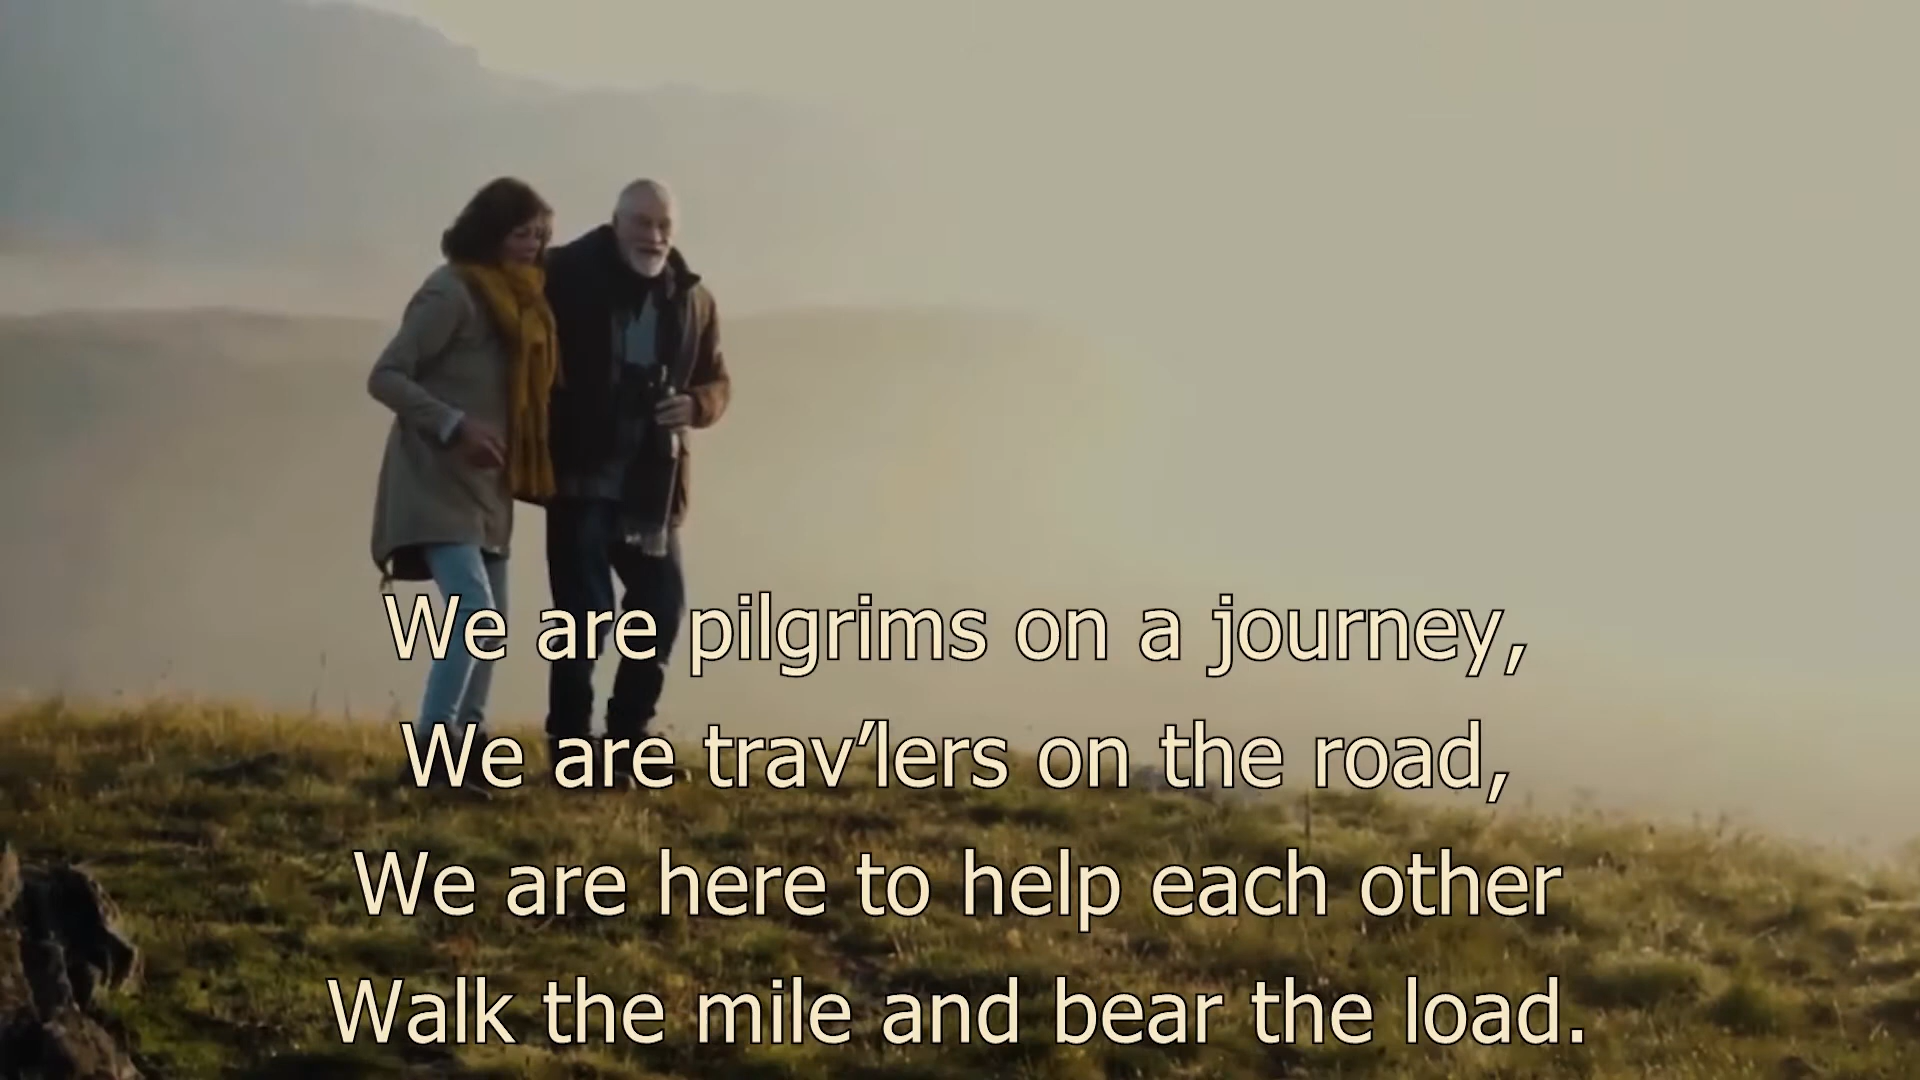 We are pilgrims on a journey,
We are trav’lers on the road,
We are here to help each other
Walk the mile and bear the load.